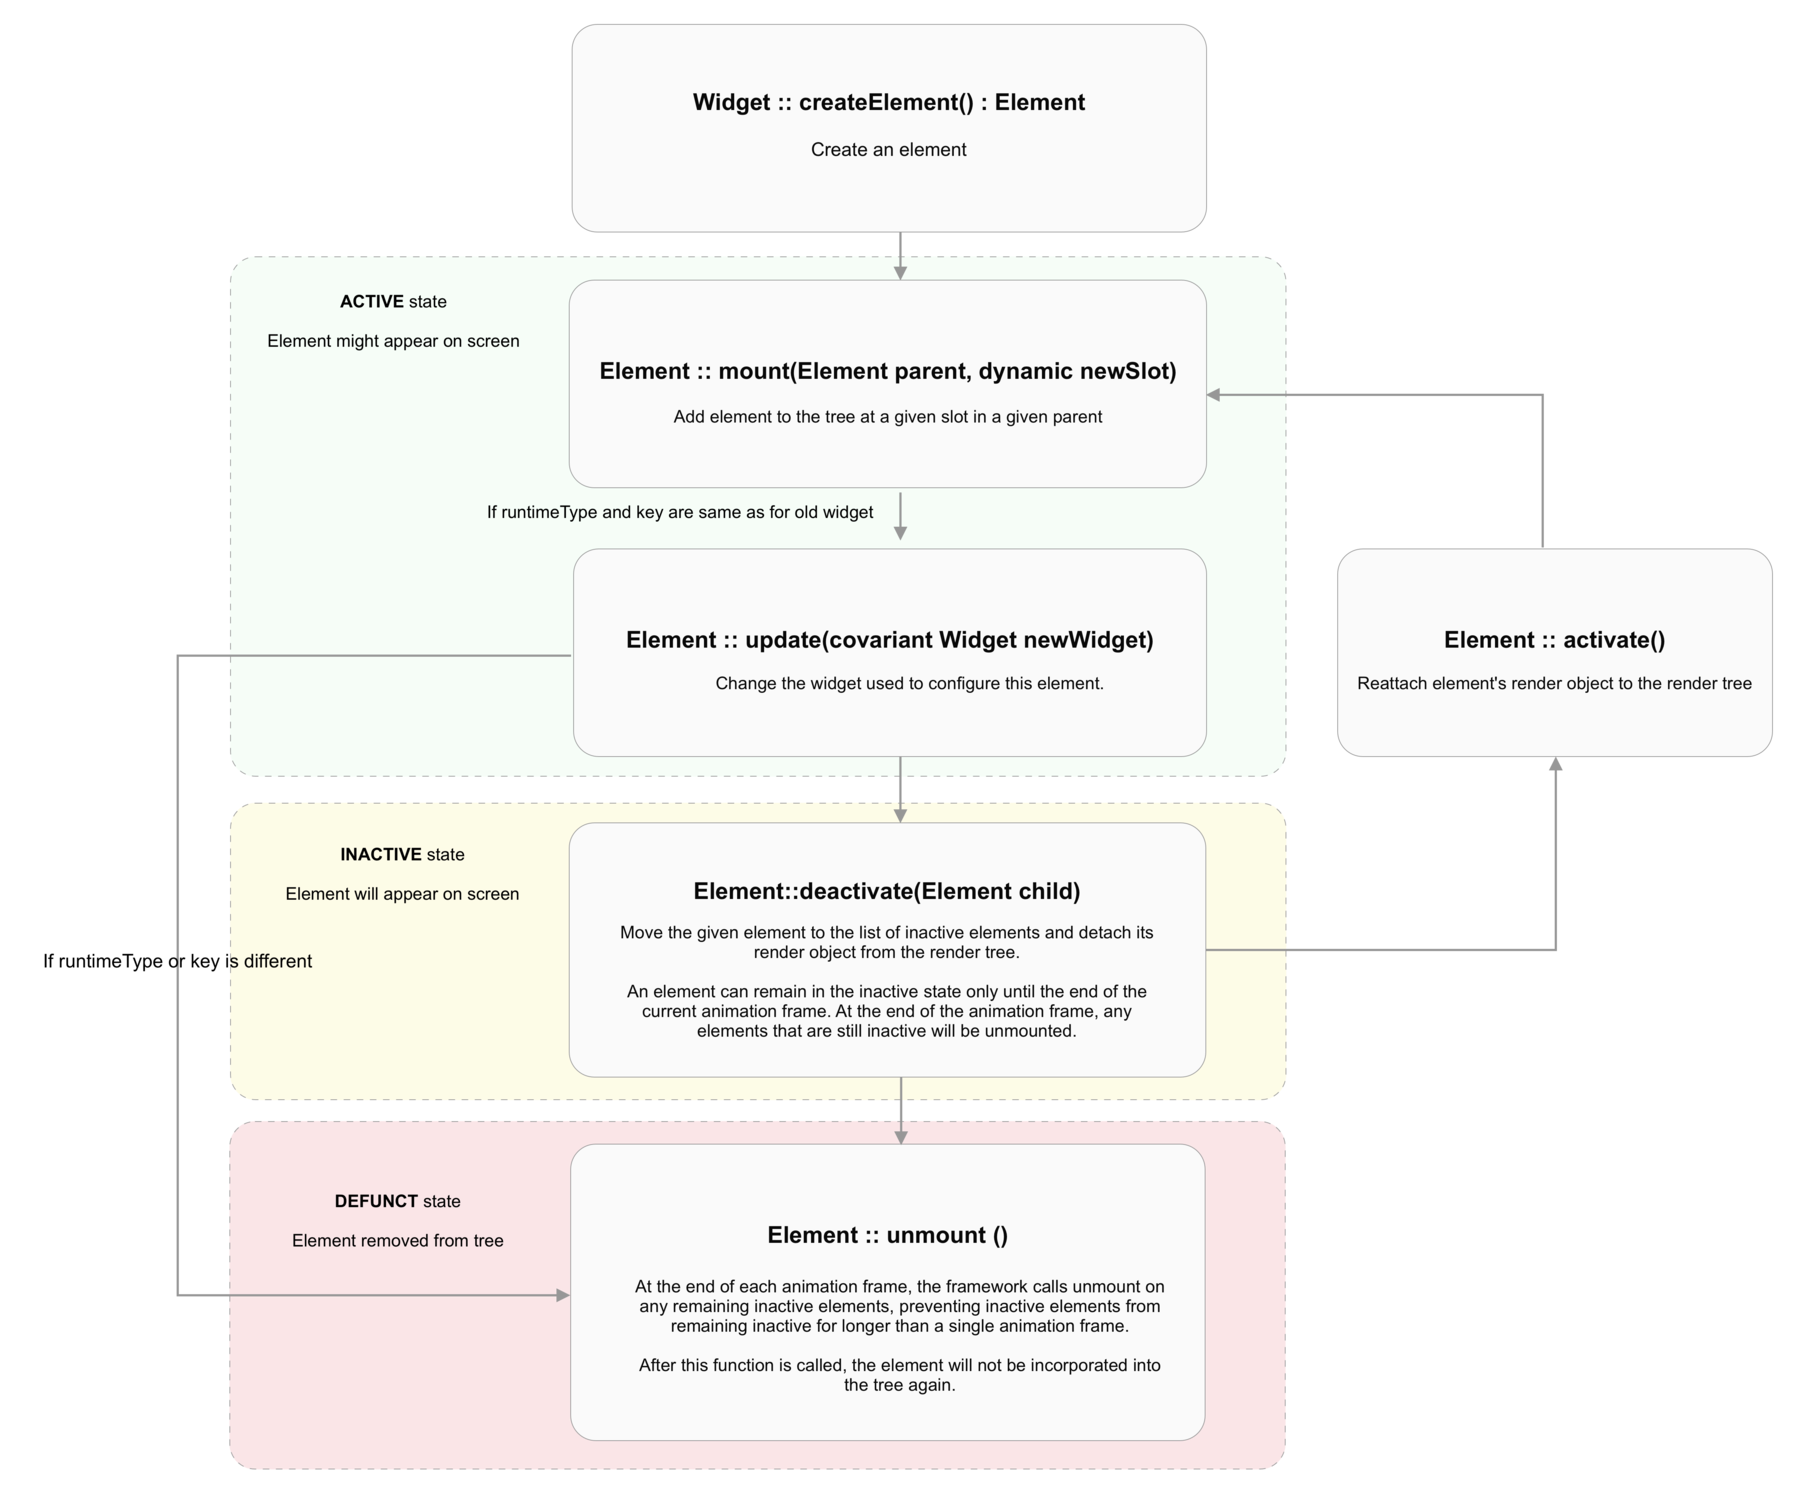 Widget :: createElement() : Element
Create an element
ACTIVE state
Element might appear on screen
Element :: mount(Element parent, dynamic newSlot)
Add element to the tree at a given slot in a given parent
If runtimeType and key are same as for old widget
Element :: update(covariant Widget newWidget)
Change the widget used to configure this element.
Element :: activate()
Reattach element's render object to the render tree
INACTIVE state
Element will appear on screen
Element::deactivate(Element child)
Move the given element to the list of inactive elements and detach its
render object from the render tree.
An element can remain in the inactive state only until the end of the
current animation frame. At the end of the animation frame, any
elements that are still inactive will be unmounted.
If runtimeType or key is different
DEFUNCT state
Element removed from tree
Element :: unmount ()
At the end of each animation frame, the framework calls unmount on
any remaining inactive elements, preventing inactive elements from
remaining inactive for longer than a single animation frame.
After this function is called, the element will not be incorporated into
the tree again.